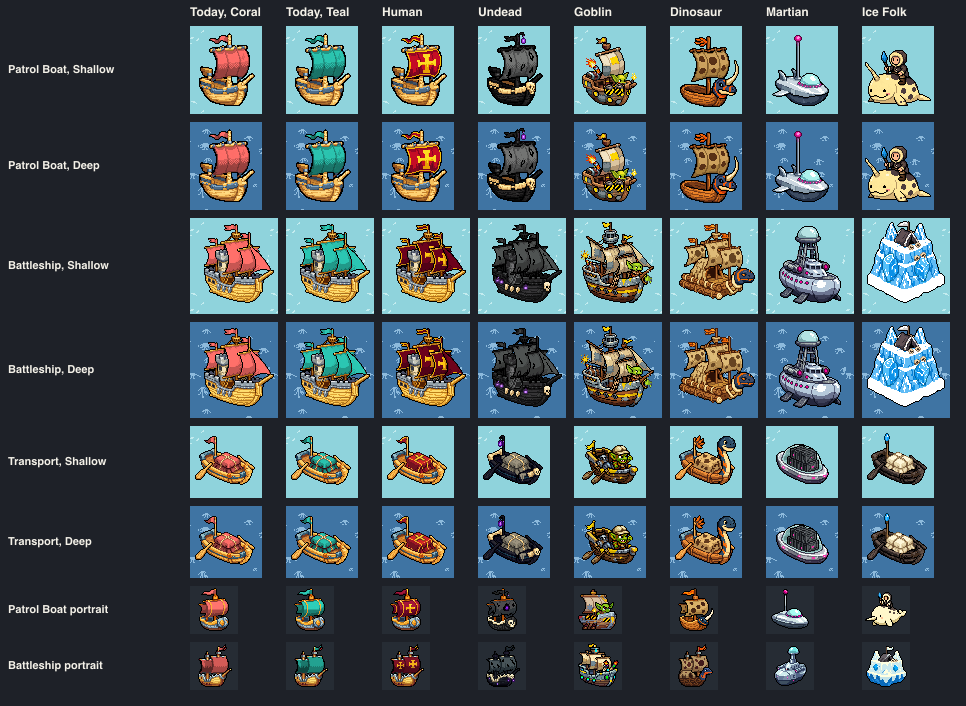 Today, Coral
Today, Teal
Human
Undead
Goblin
Dinosaur
Martian
Ice Folk
Patrol Boat, Shallow
Patrol Boat, Deep
Battleship, Shallow
Battleship, Deep
Transport, Shallow
Transport, Deep
Patrol Boat portrait
Battleship portrait